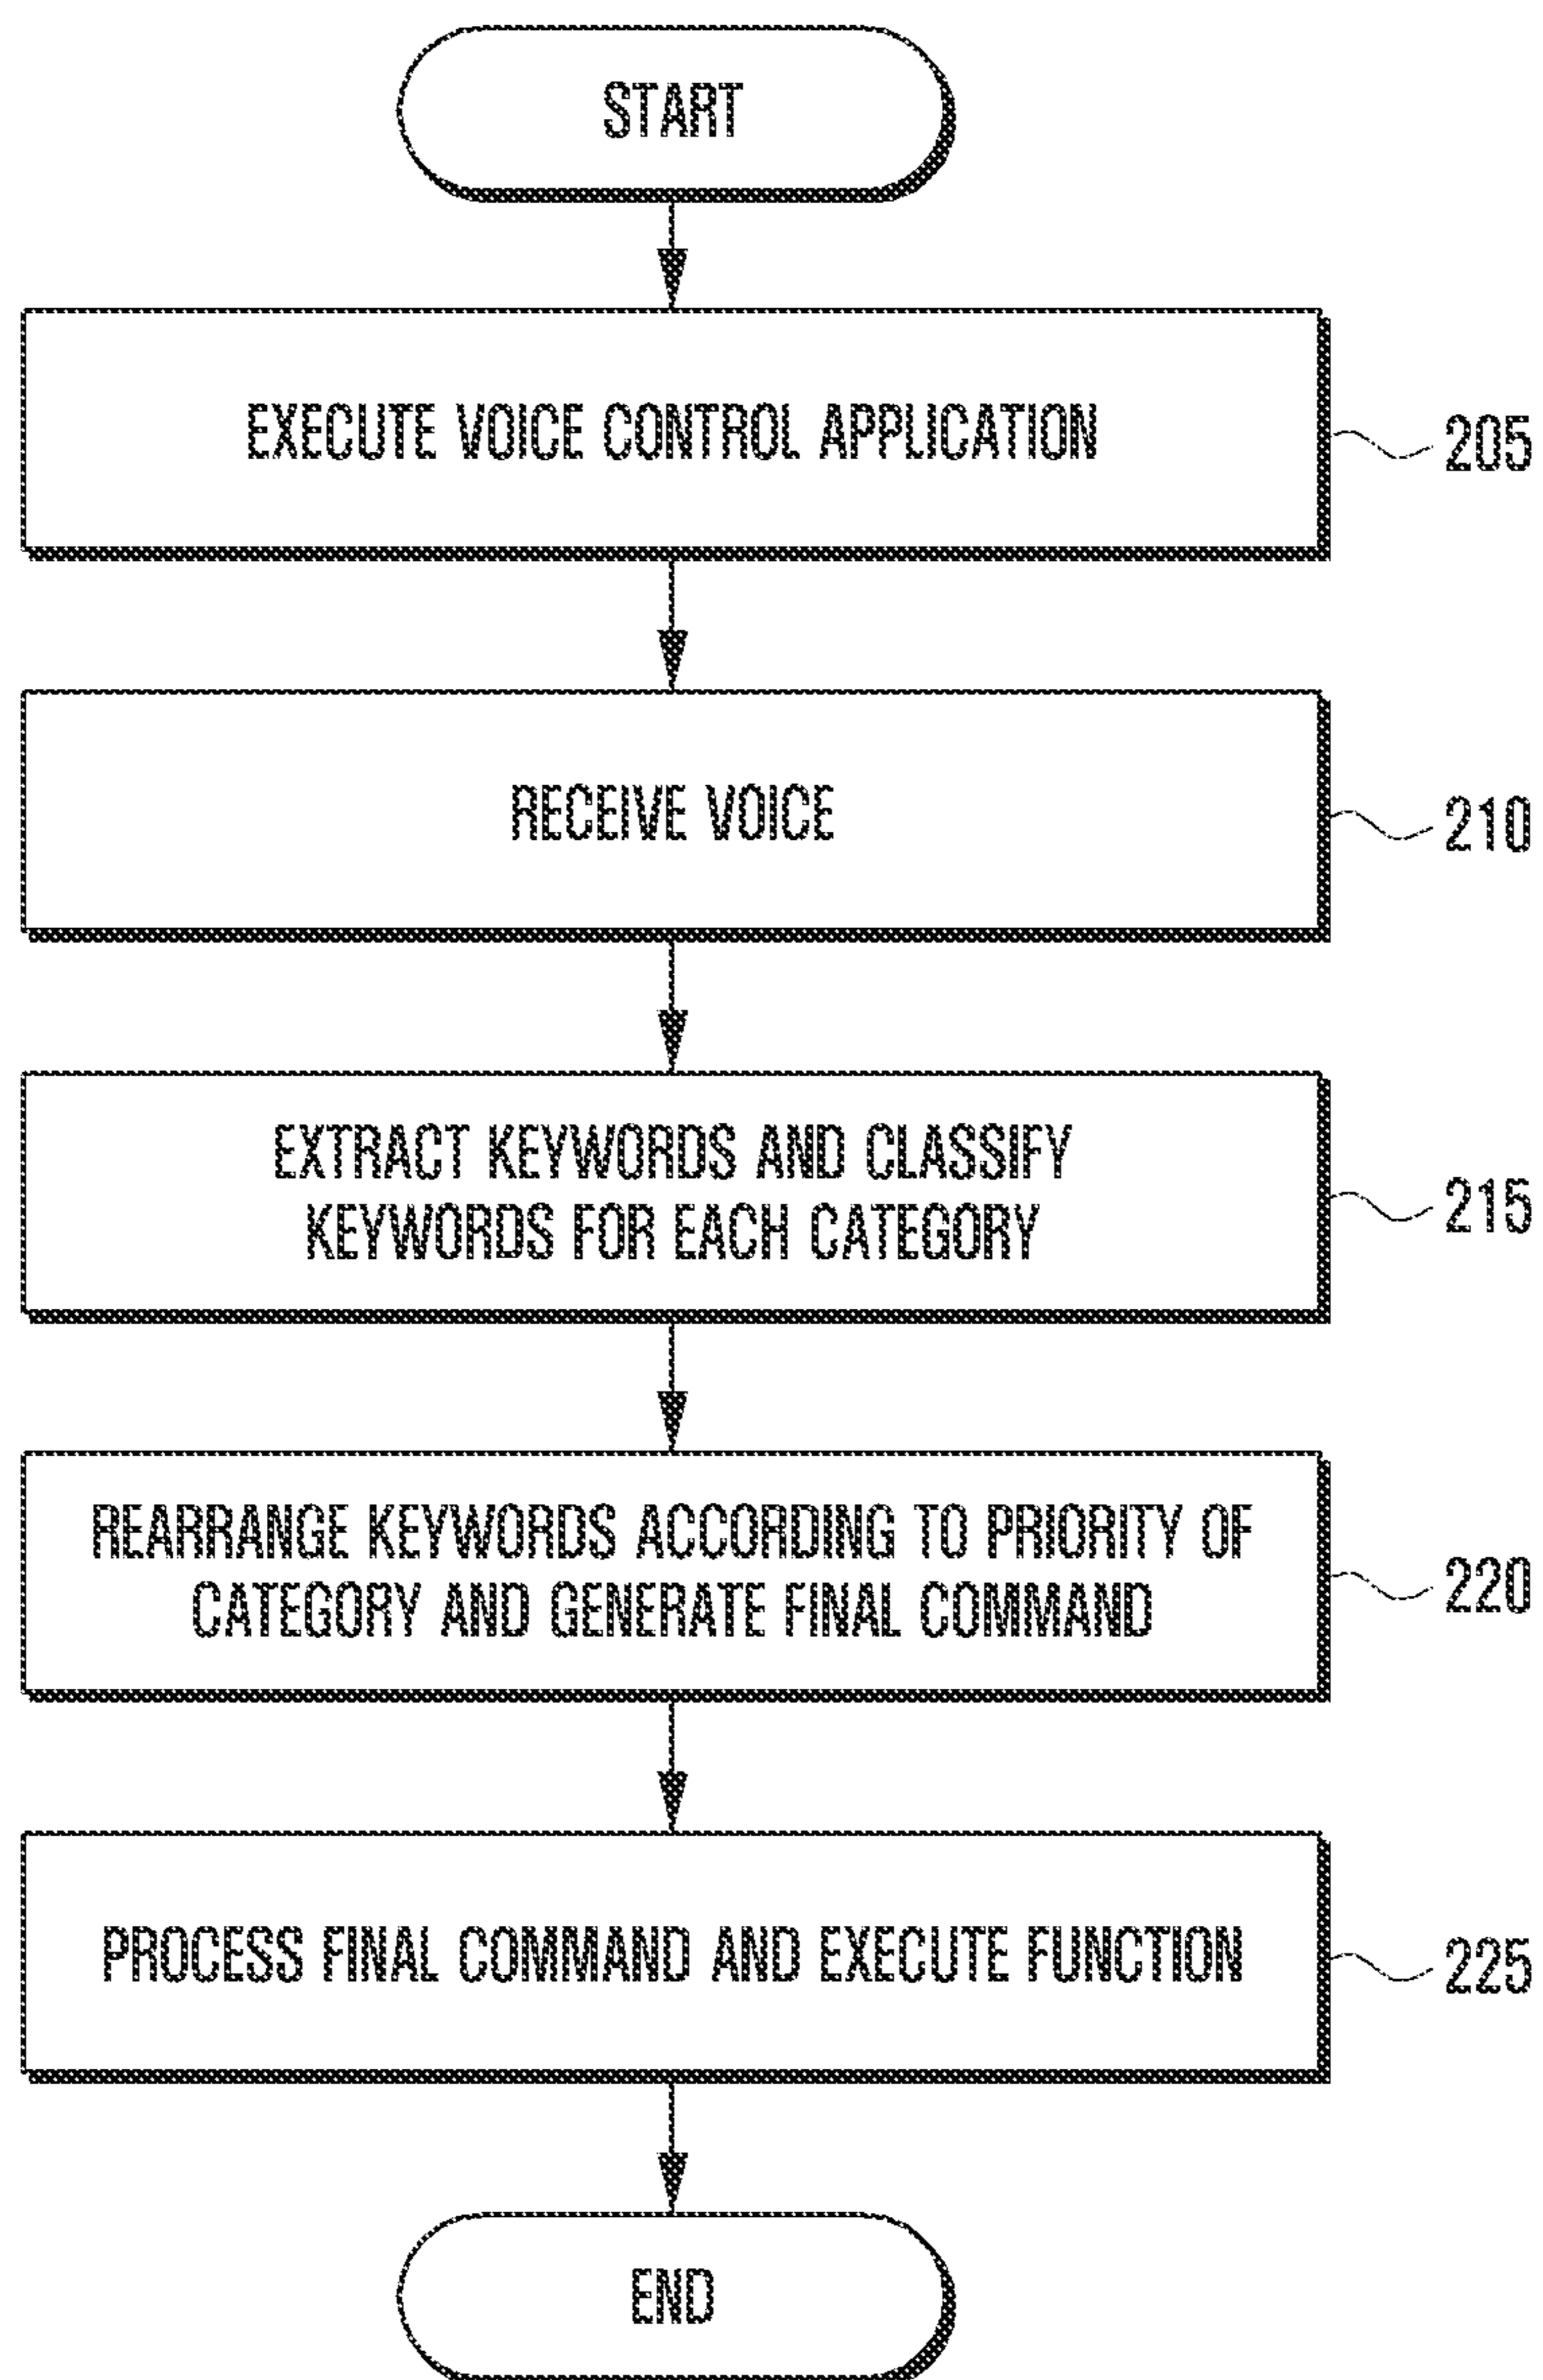 START
EXECUTE VOICE CONTROL APPLICATION
205
RECEIVE VOICE
210
EXTRACT KEYWORDS AND CLASSIFY
KEYWORDS FOR EACH CATEGORY
215
REARRANGE KEYWORDS ACCORDING TO PRIORITY OF
CATEGORY AND GENERATE FINAL COMMAND
220
PROCESS FINAL COMMAND AND EXECUTE FUNCTION
225
END